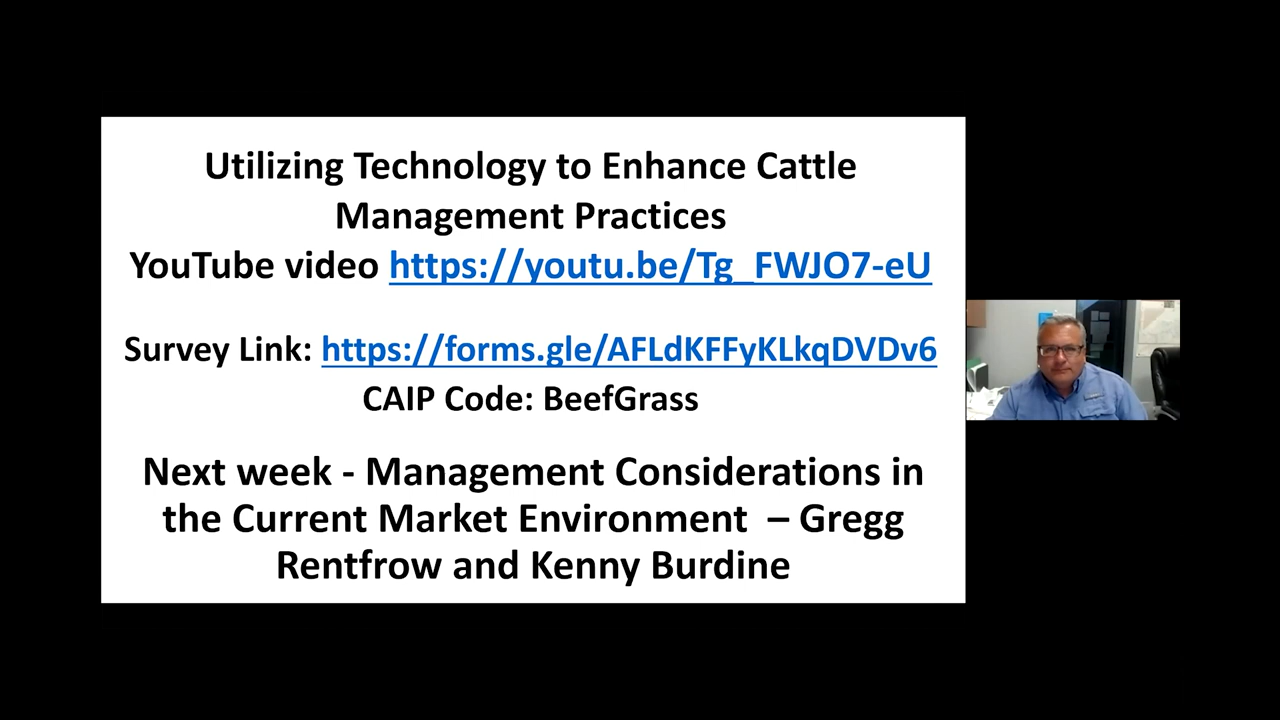 Utilizing Technology to Enhance Cattle
Management Practices
YouTube video https://youtu.be/Tg_FWJO7-eU
Survey Link: https://forms.gle/AFLdKFFyKLkqDVDv6
CAIP Code: BeefGrass
Next week - Management Considerations in
the Current Market Environment – Gregg
Rentfrow and Kenny Burdine